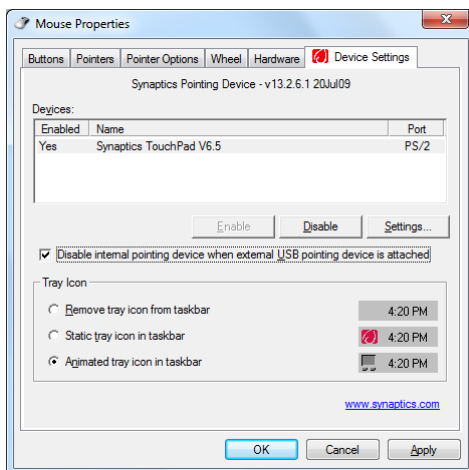 Mouse Properties
Buttons Pointers Pointer Options Wheel Hardware Device Settings
Synaptics Pointing Device - v13.2.6.1 20Jul09
Devices:
Enabled Name Port
Yes Synaptics TouchPad V6.5 PS/2
Enable Disable Settings...
Disable internal pointing device when external USB pointing device is attached
Tray Icon
Remove tray icon from taskbar 4:20 PM
Static tray icon in taskbar 4:20 PM
Animated tray icon in taskbar 4:20 PM
www.synaptics.com
OK Cancel Apply